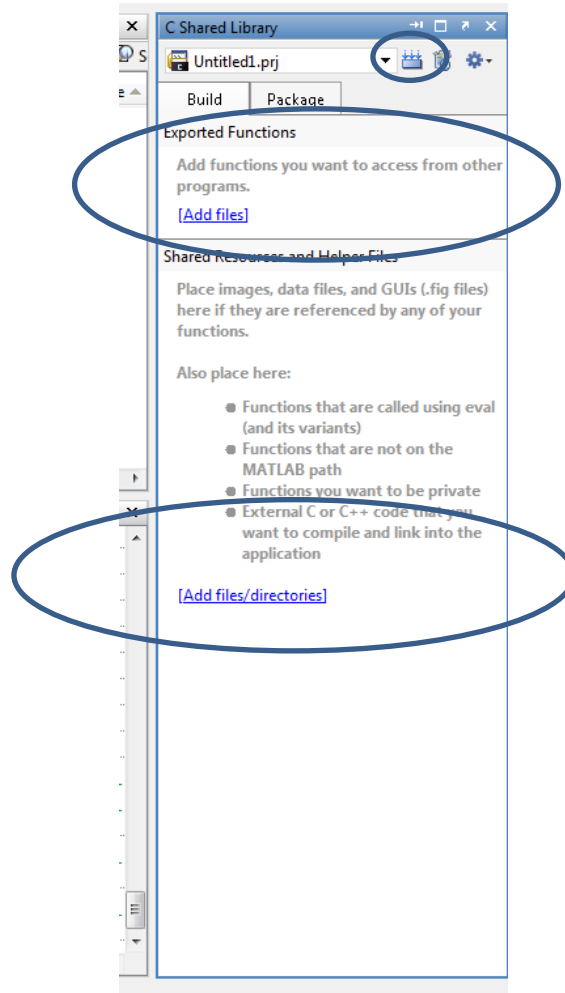 C Shared Library
S
Untitled1.prj
e
Build Package
Exported Functions
Add functions you want to access from other
programs.
[Add files]
Shared Resources and Helper Files
Place images, data files, and GUIs (.fig files)
here if they are referenced by any of your
functions.
Also place here:
Functions that are called using eval
(and its variants)
Functions that are not on the
MATLAB path
Functions you want to be private
External C or C++ code that you
want to compile and link into the
application
[Add files/directories]